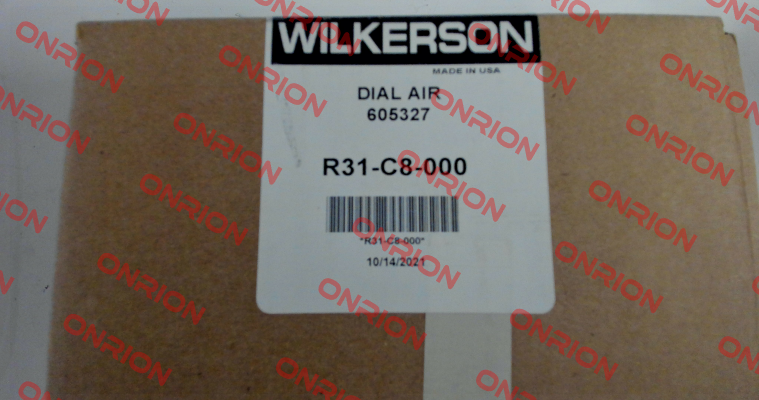 WILKERSON
MADE IN USA
DIAL AIR
605327
R31-C8-000
"R31-C8-000"
10/14/2021
ONRION